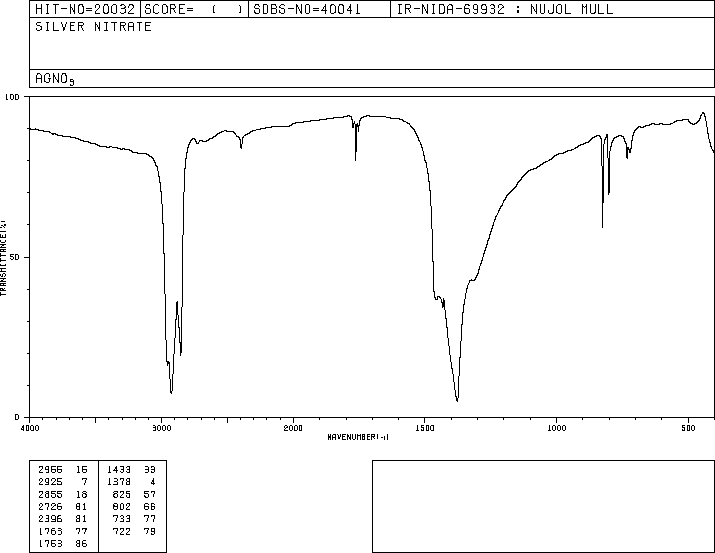 HIT-NO=20032 SCORE= ( ) SDBS-NO=40041 IR-NIDA-69932 : NUJOL MULL
SILVER NITRATE
AGNO3
100
50
0
TRANSMITTANCE(%)
4000 3000 2000 1500 1000 500
WAVENUMBER(-1)
2966 16 1433 39
2925 7 1378 4
2855 18 825 57
2726 81 802 66
2396 81 733 77
1763 77 722 79
1753 86